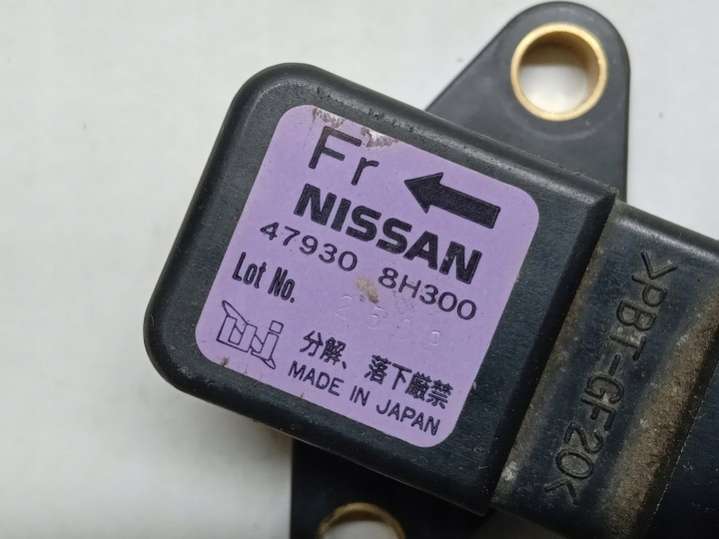 Fr
NISSAN
47930 8H300
Lot No.
分解、落下厳禁
MADE IN JAPAN
>PBT-GF20<